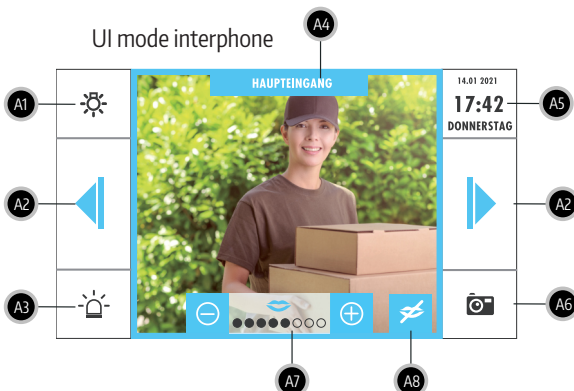 A4
UI mode interphone
HAUPTEINGANG
14.01 2021
A1
17:42
A5
DONNERSTAG
A2
A2
A3
A6
A7
A8